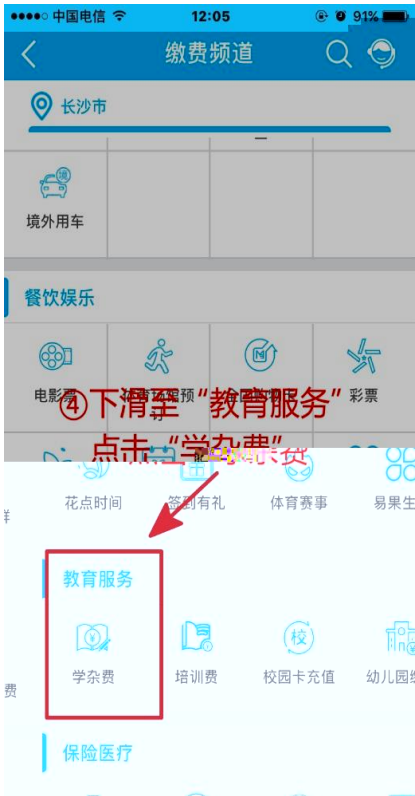 中国电信 12:05 91%
缴费频道
长沙市
境外用车
餐饮娱乐
电影票 彩票
④下滑至“教育服务”
点击“学杂费”
花点时间 签到有礼 体育赛事 易果生
教育服务
学杂费 培训费 校园卡充值 幼儿园缴
费
保险医疗